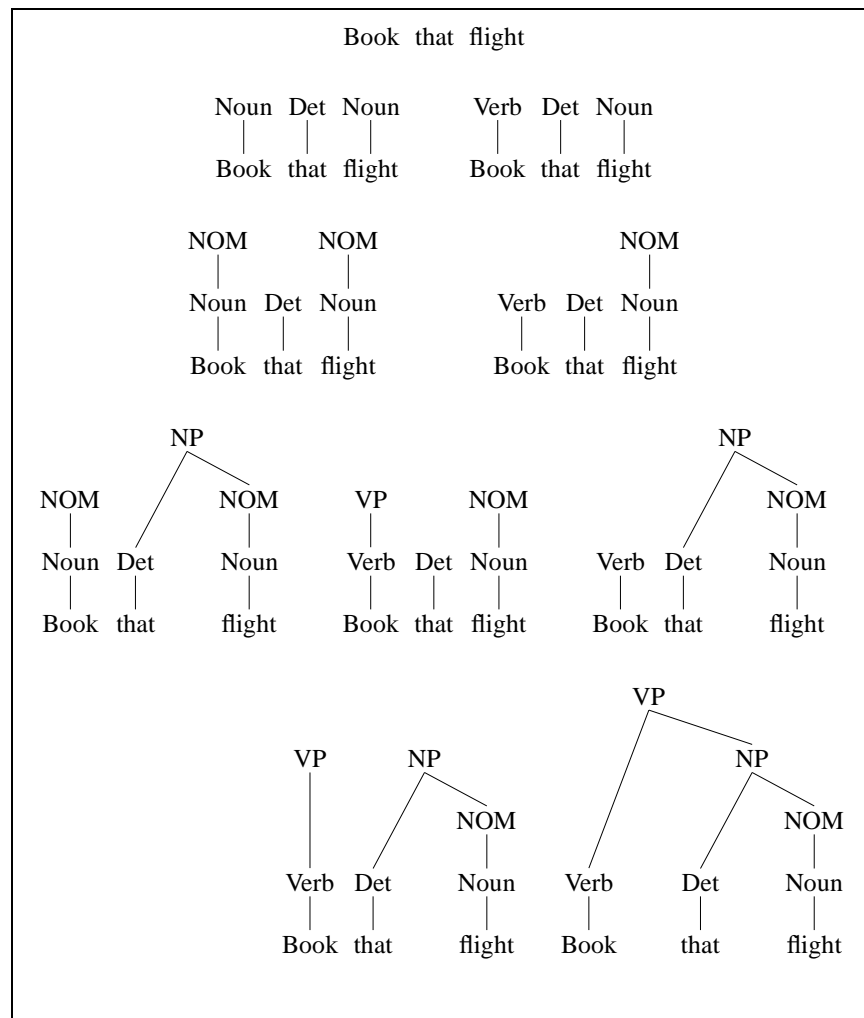 Book that flight
Noun Det Noun Verb Det Noun
Book that flight Book that flight
NOM NOM NOM
Noun Det Noun Verb Det Noun
Book that flight Book that flight
NP NP
NOM NOM VP NOM NOM
Noun Det Noun Verb Det Noun Verb Det Noun
Book that flight Book that flight Book that flight
VP
VP NP NP
NOM NOM
Verb Det Noun Verb Det Noun
Book that flight Book that flight